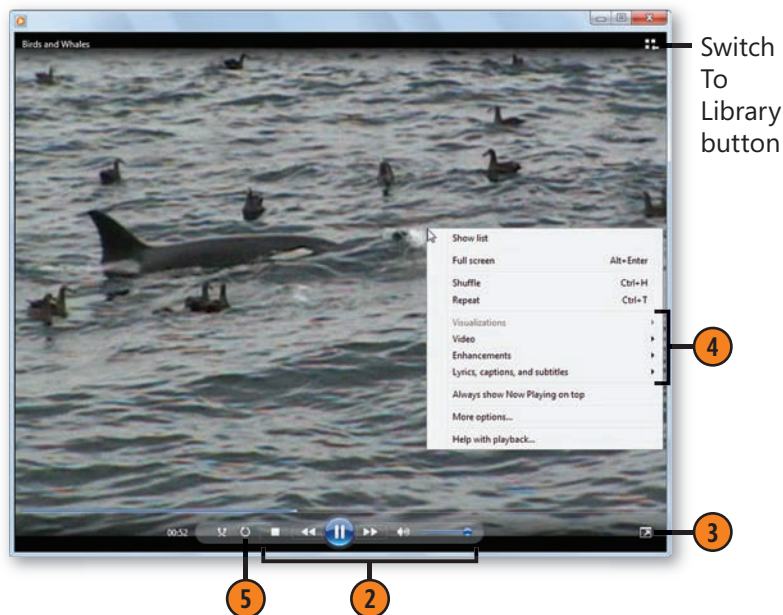 Birds and Whales
Switch
To
Library
button
Show list
Full screen Alt+Enter
Shuffle Ctrl+H
Repeat Ctrl+T
Visualizations
Video
Enhancements
Lyrics, captions, and subtitles
4
Always show Now Playing on top
More options...
Help with playback...
00:52
3
5
2